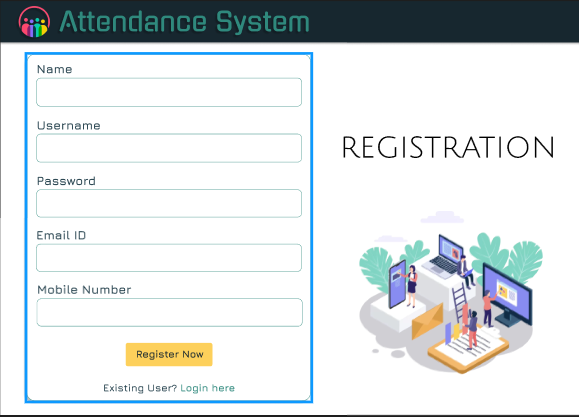 Attendance System
Name
Username
Password
Email ID
Mobile Number
Register Now
Existing User? Login here
REGISTRATION